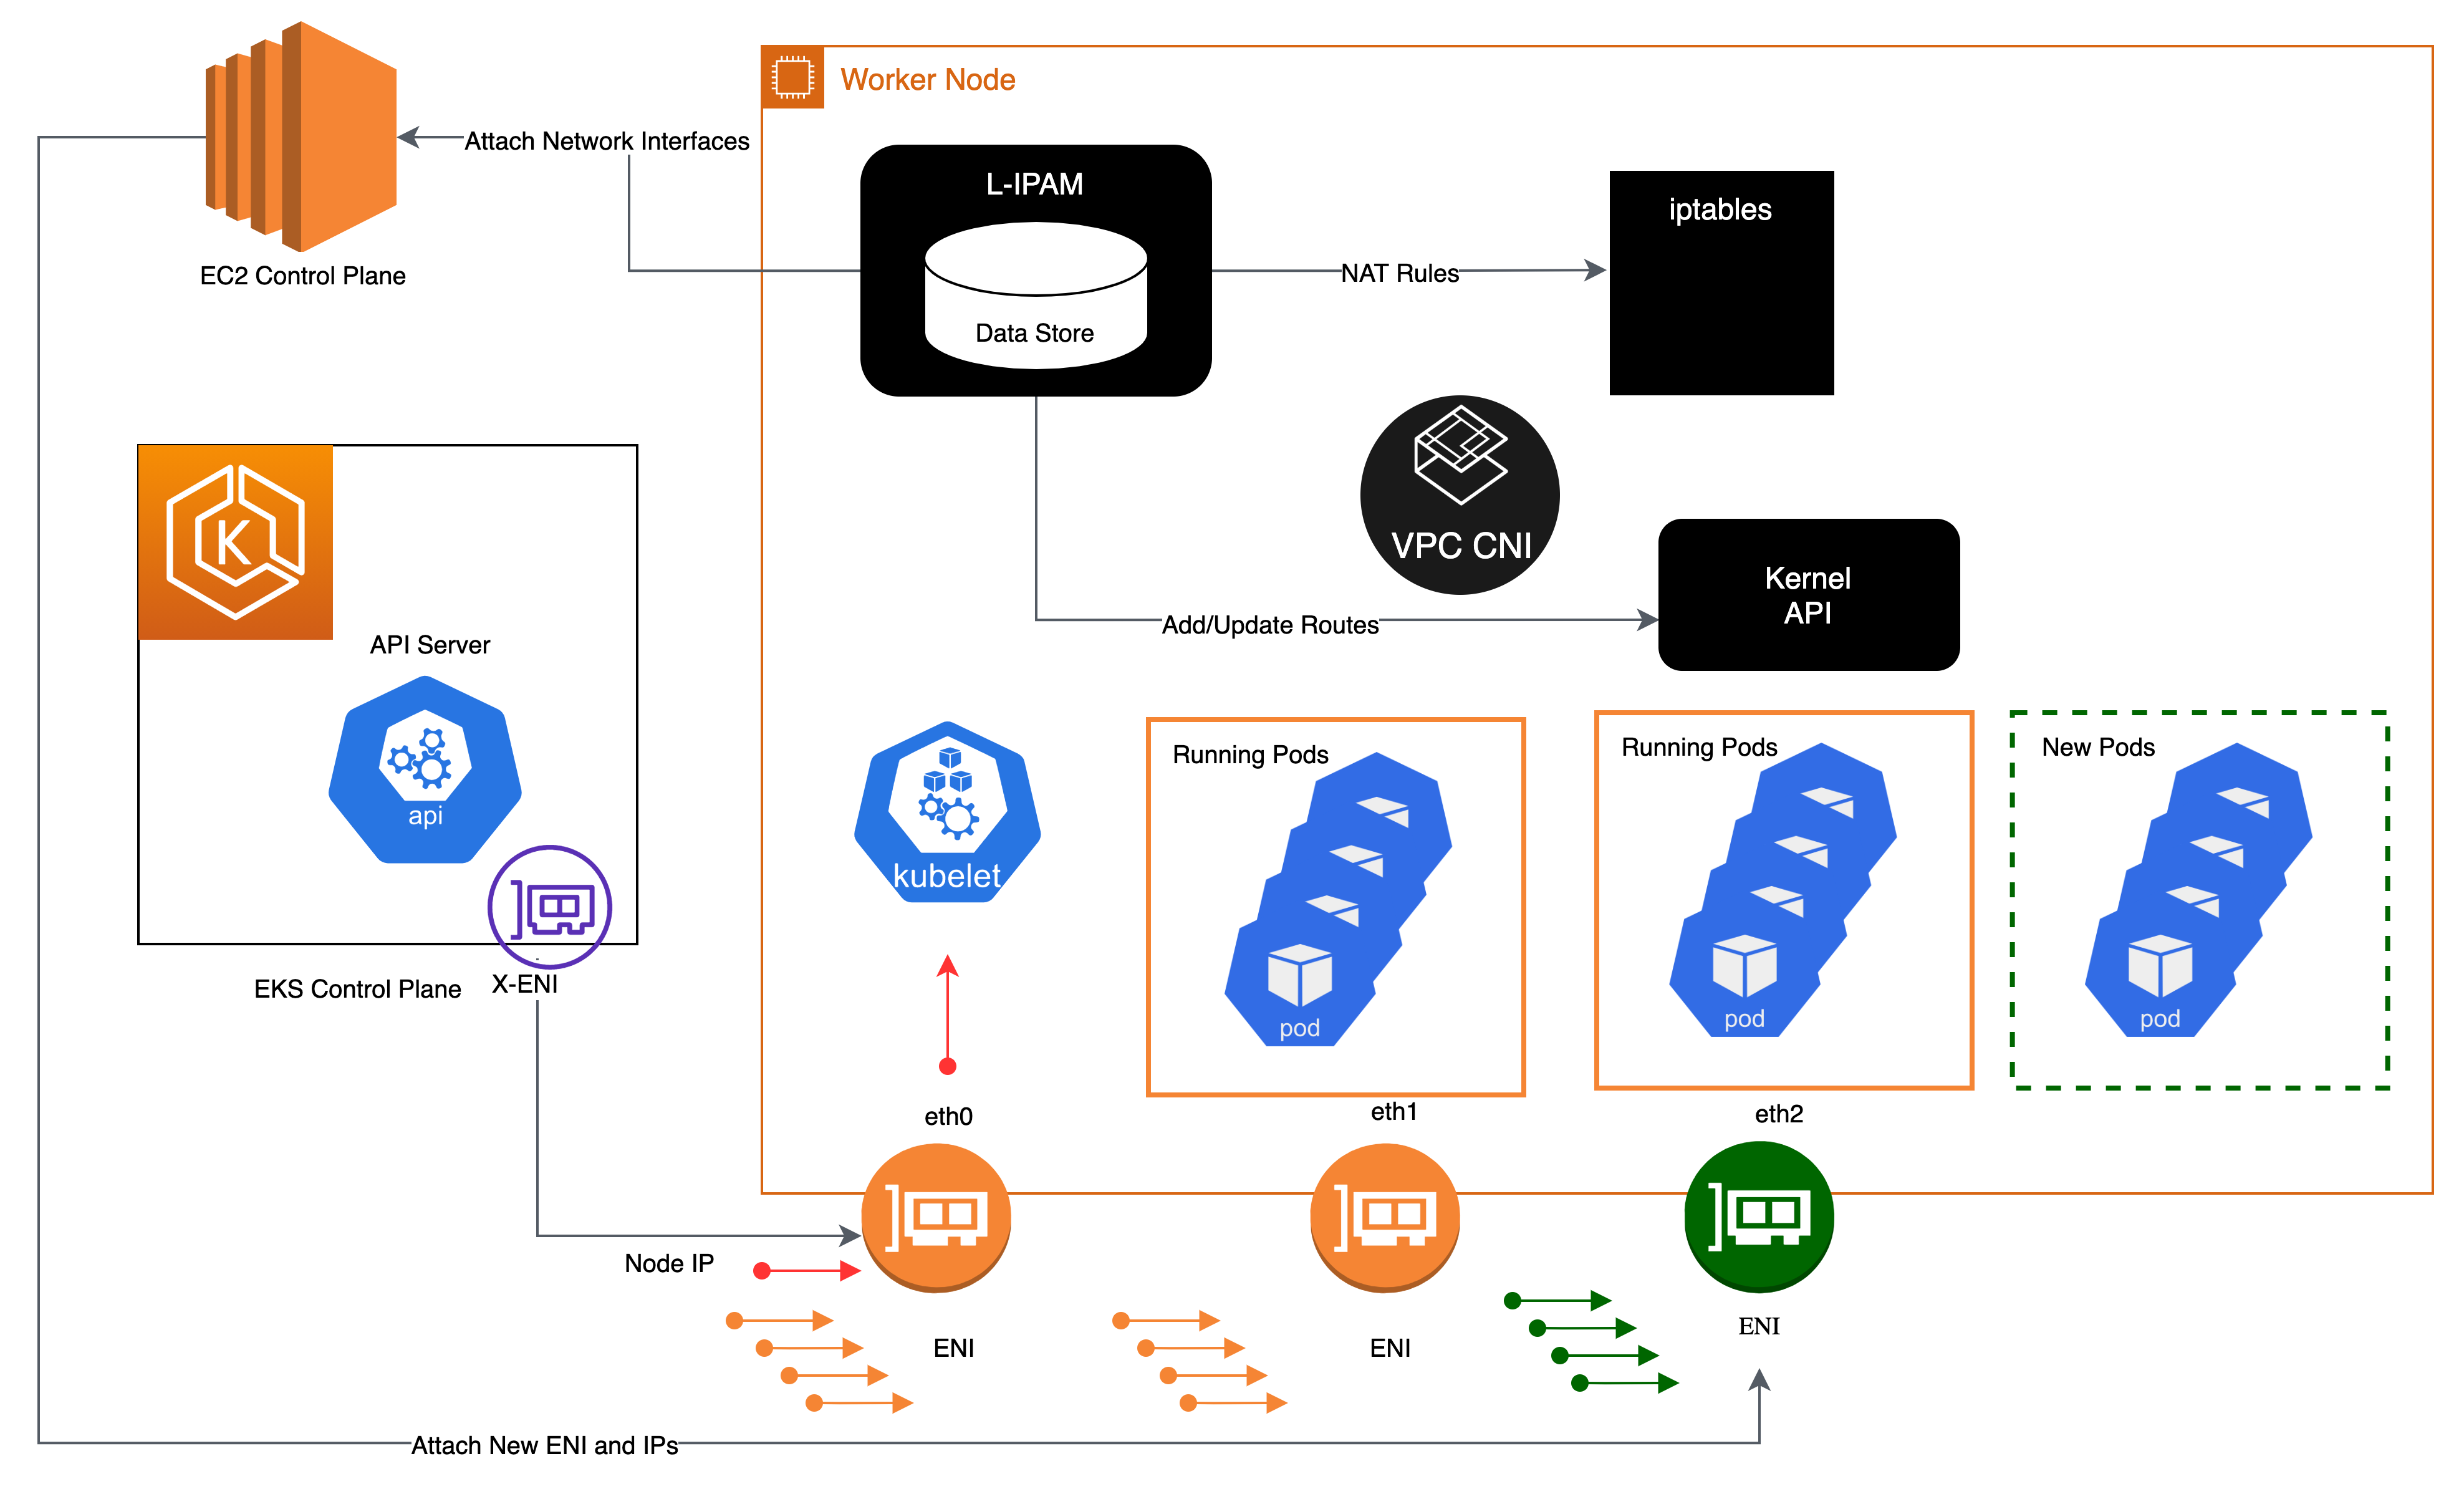 Worker Node
Attach Network Interfaces
L-IPAM
iptables
EC2 Control Plane
NAT Rules
Data Store
K
VPC CNI
Kernel
API
Add/Update Routes
API Server
api
kubelet
Running Pods
pod
Running Pods
pod
New Pods
pod
EKS Control Plane
X-ENI
eth0
eth1
eth2
Node IP
ENI
ENI
ENI
Attach New ENI and IPs